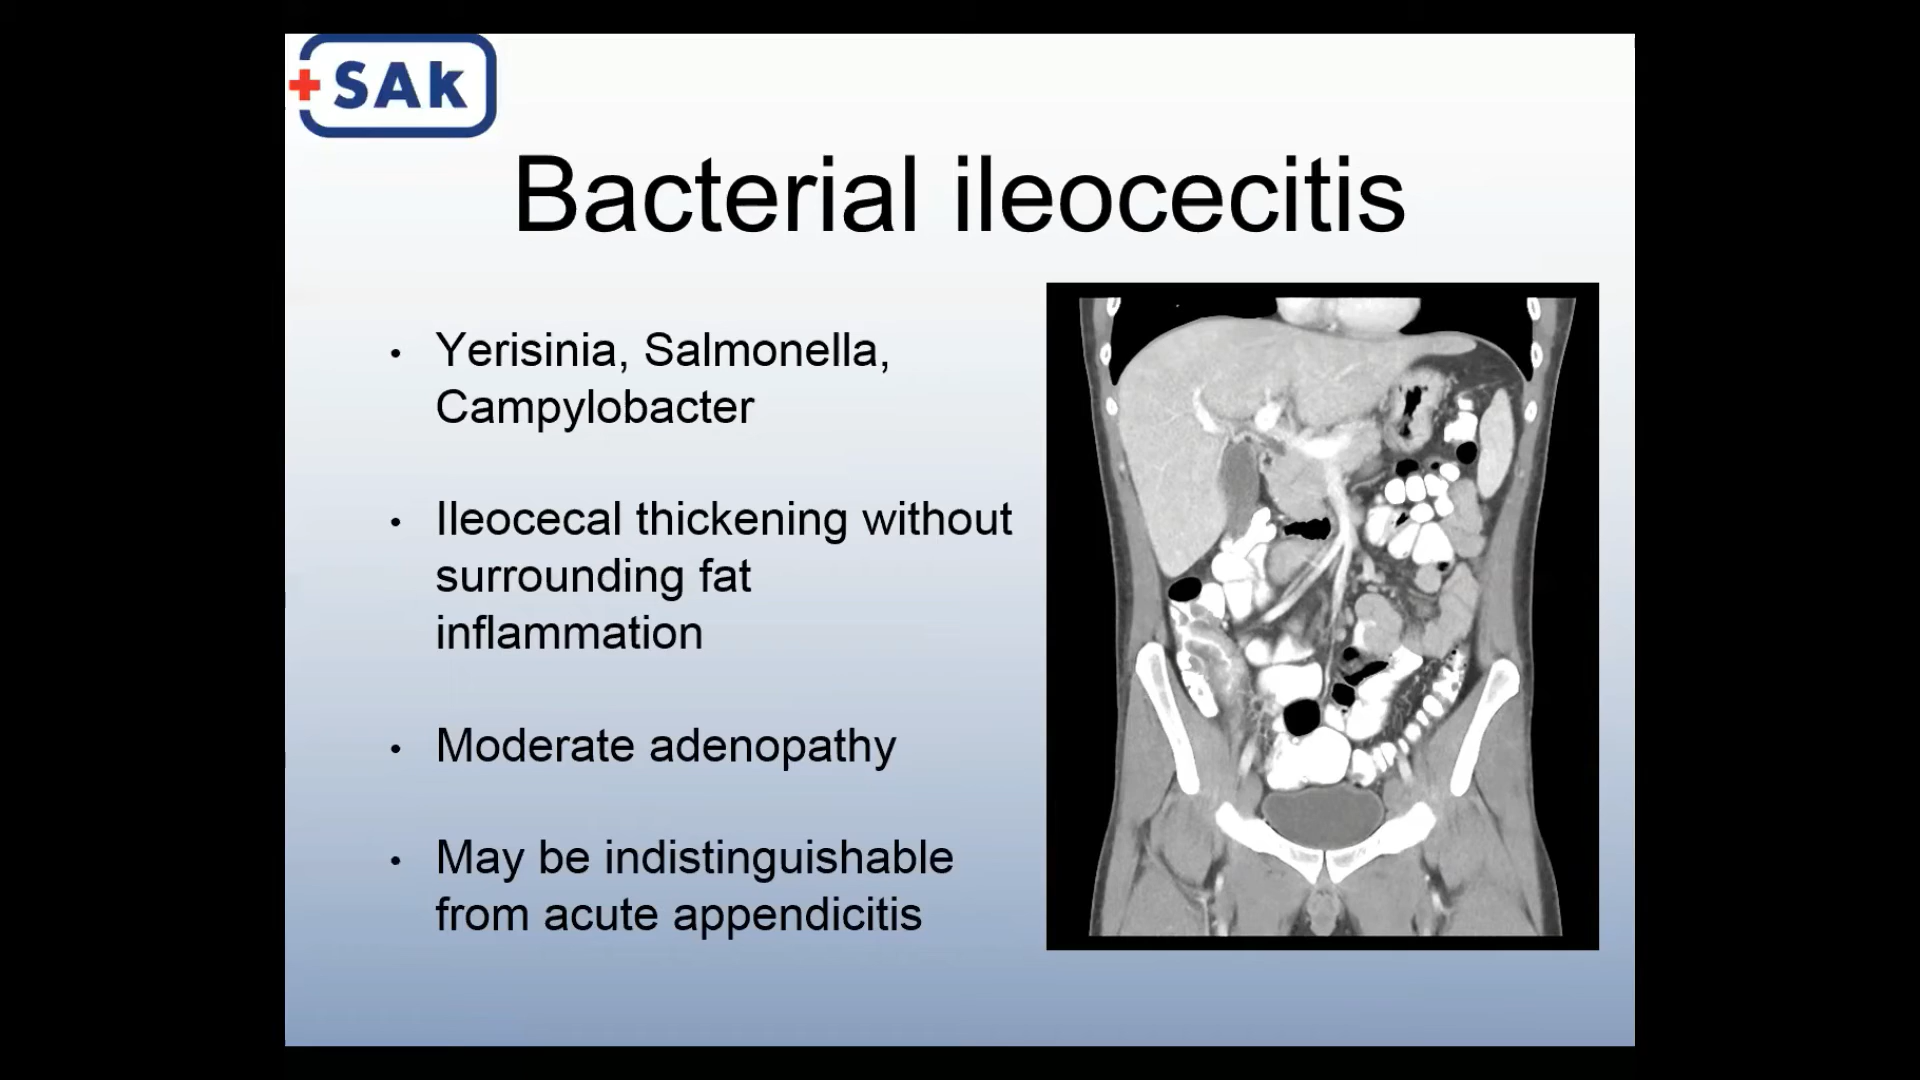 SAk
Bacterial ileocecitis
• Yerisinia, Salmonella,
Campylobacter
• Ileocecal thickening without
surrounding fat
inflammation
• Moderate adenopathy
• May be indistinguishable
from acute appendicitis